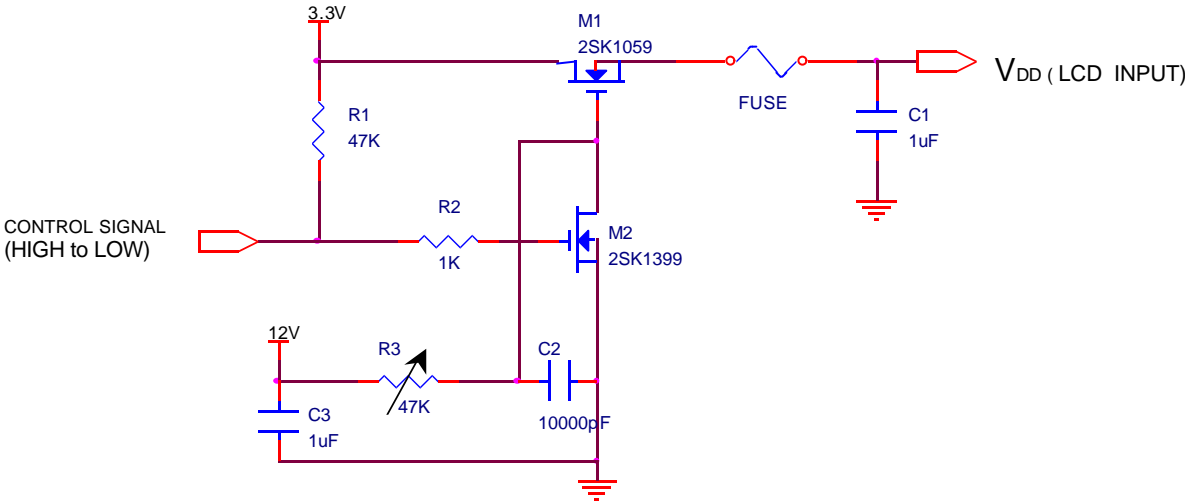 3.3V
M1
2SK1059
R1
47K
FUSE
VDD ( LCD INPUT)
C1
1uF
CONTROL SIGNAL
(HIGH to LOW)
R2
1K
M2
2SK1399
12V
R3
47K
C2
10000pF
C3
1uF